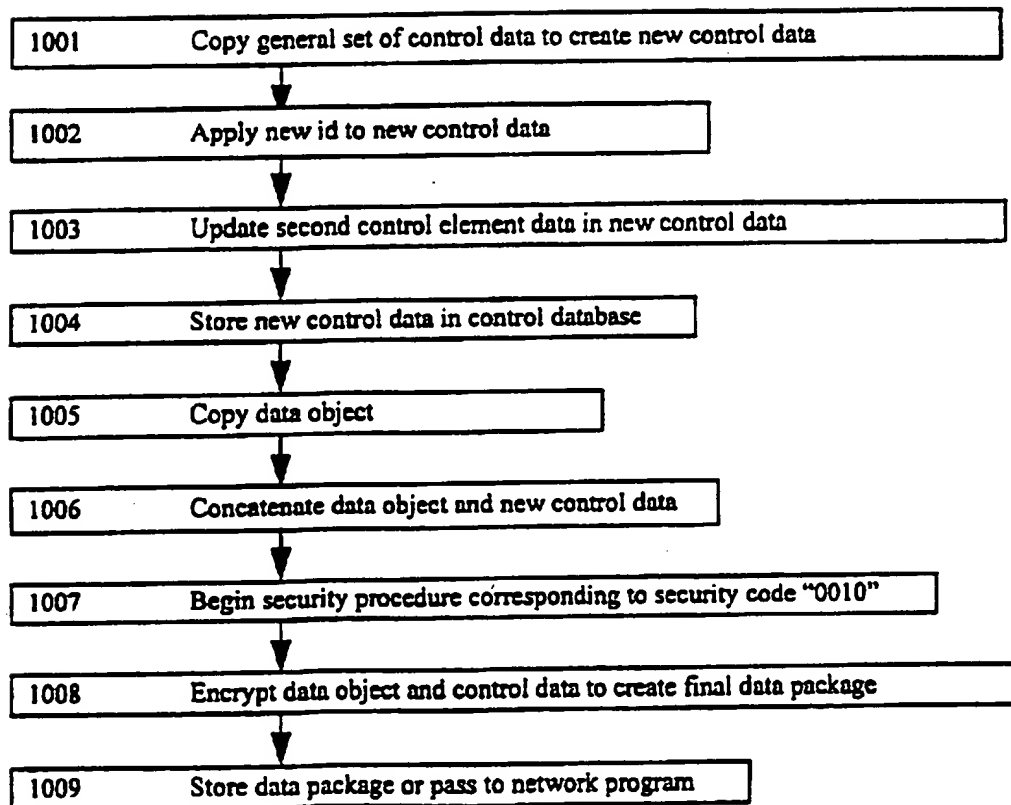 1001 Copy general set of control data to create new control data
1002 Apply new id to new control data
1003 Update second control element data in new control data
1004 Store new control data in control database
1005 Copy data object
1006 Concatenate data object and new control data
1007 Begin security procedure corresponding to security code “0010”
1008 Encrypt data object and control data to create final data package
1009 Store data package or pass to network program